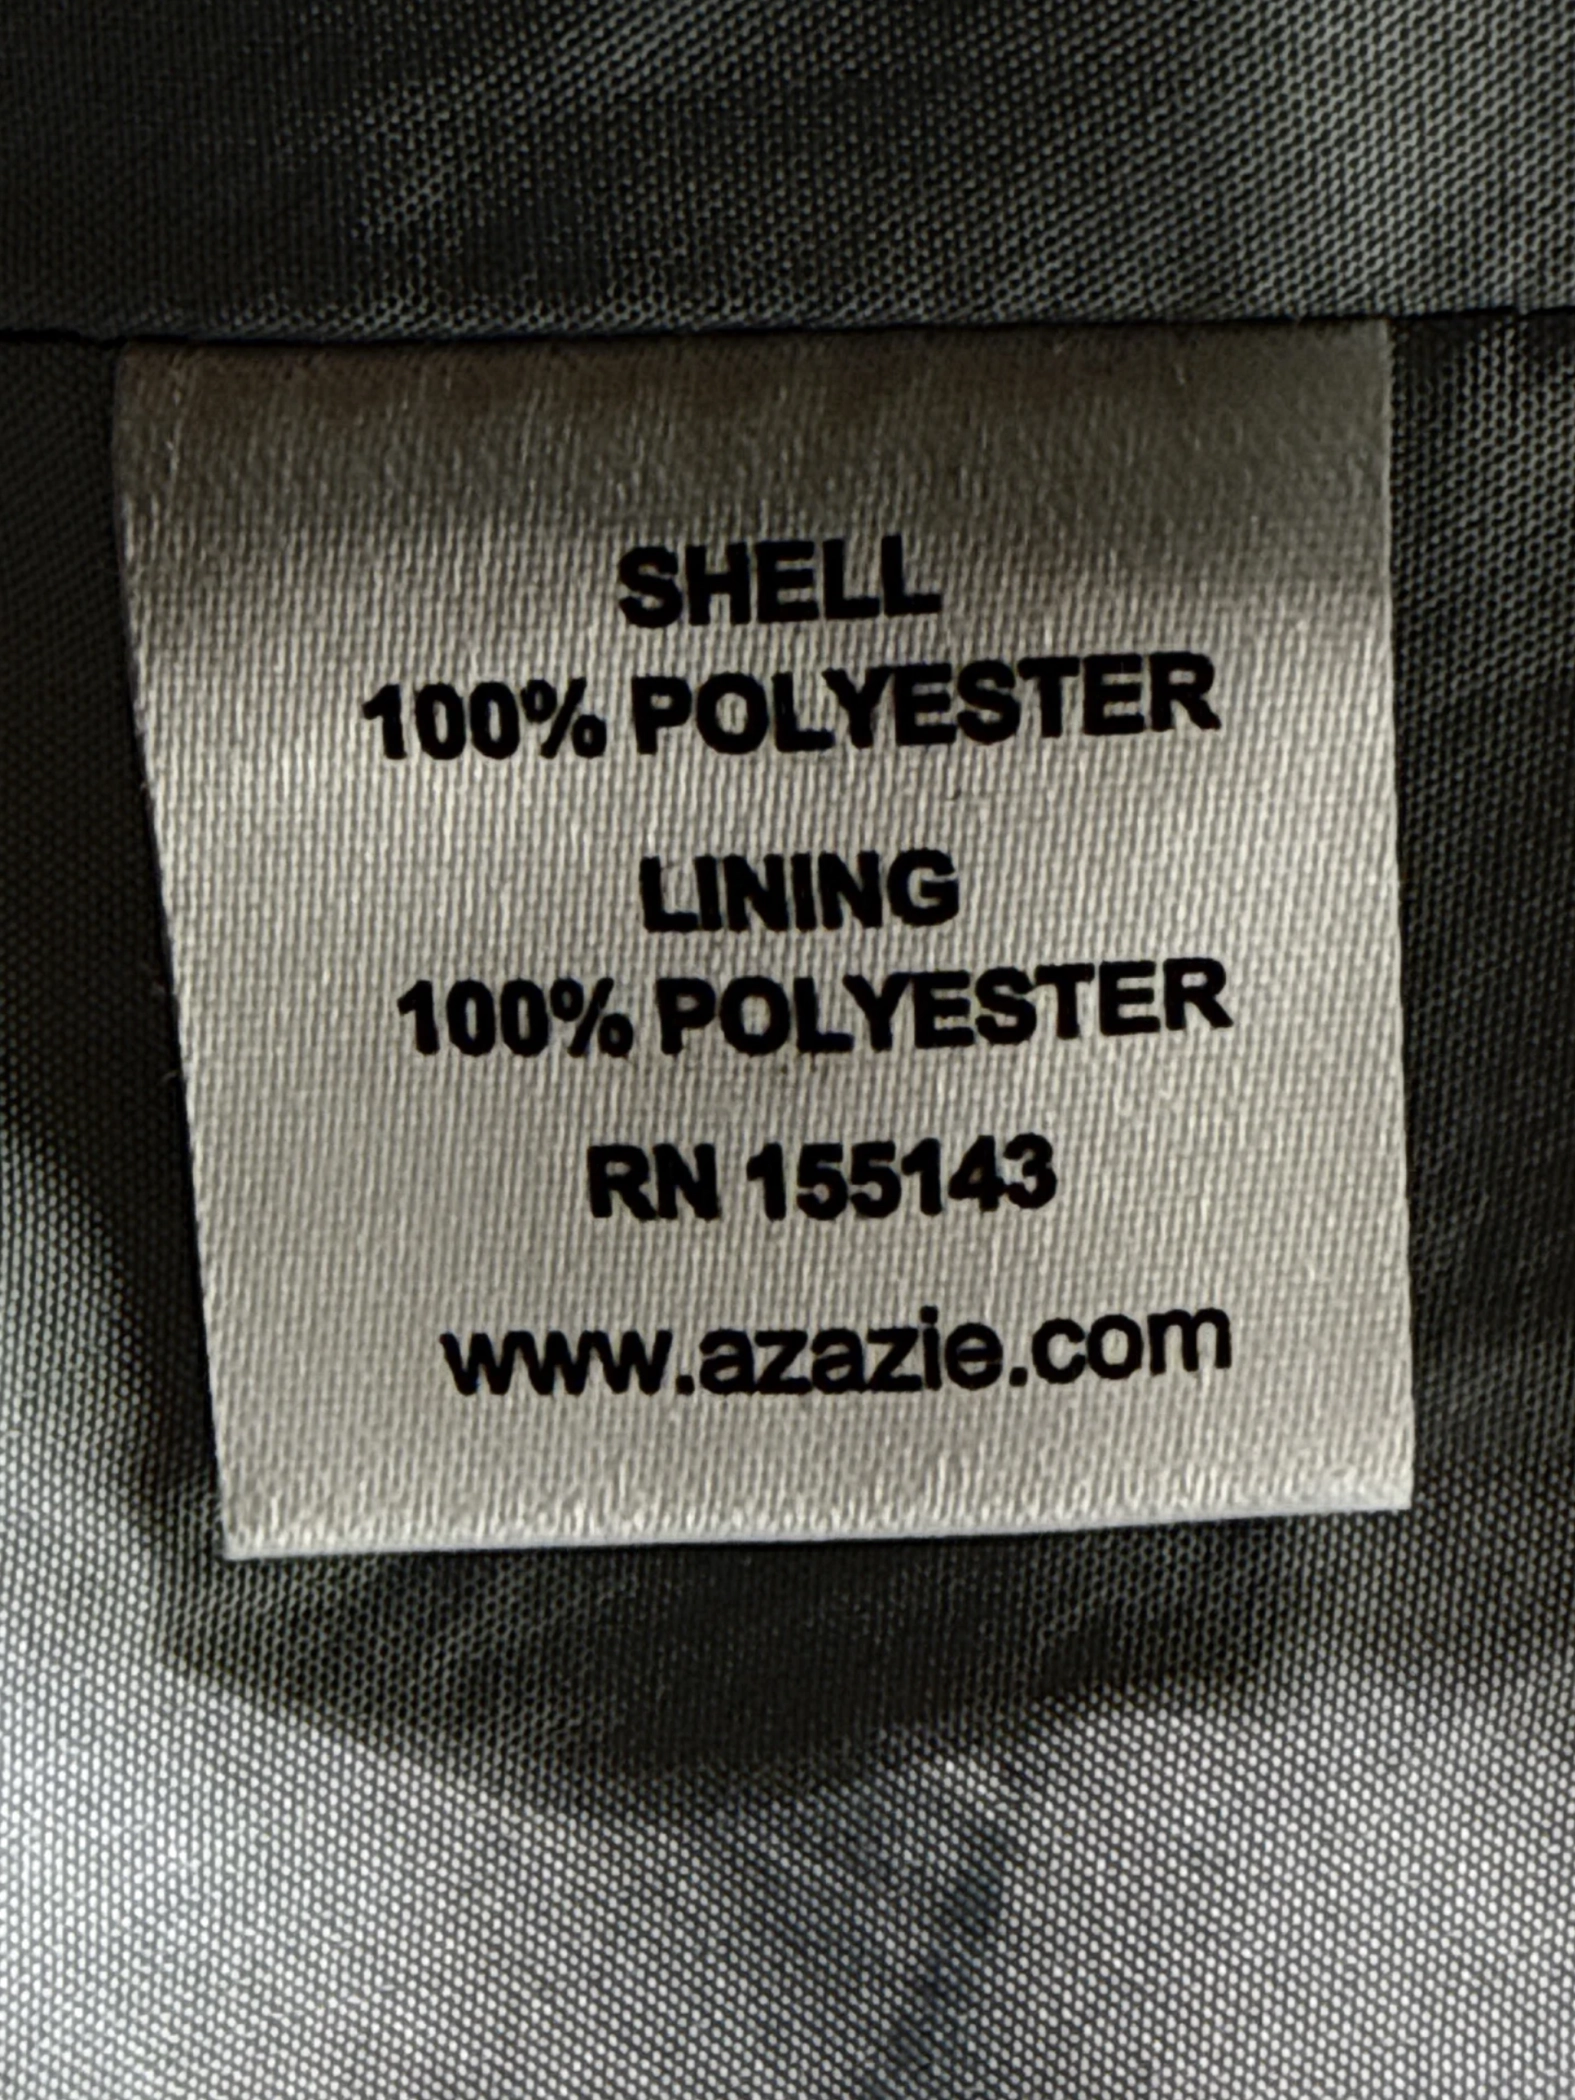 SHELL
100% POLYESTER
LINING
100% POLYESTER
RN 155143
www.azazie.com